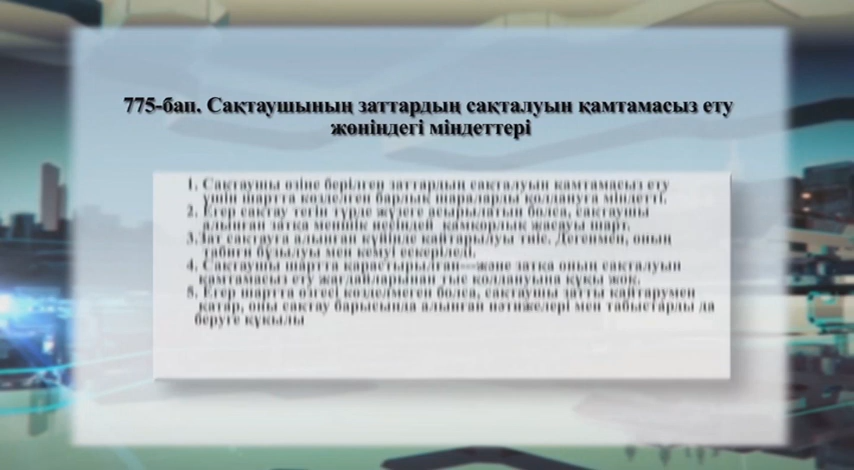 775-бап. Сақтаушының заттардың сақталуын қамтамасыз ету
жөніндегі міндеттері
1. Сақтаушы өзіне берілген заттардың сақталуын қамтамасыз ету
үшін шартта көзделген барлық шараларды қолдануға міндетті.
2. Егер сақтау тегін түрде жүзеге асырылатын болса, сақтаушы
алынған затқа меншік иесіндей қамқорлық жасауы шарт.
3. Зат сақтауға алынған күйінде қайтарылуы тиіс. Дегенмен, оның
табиғи бұзылуы мен кемуі ескеріледі.
4. Сақтаушы шартта қарастырылған және затқа оның сақталуын
қамтамасыз ету жағдайларынан тыс қолдануына құқы жоқ.
5. Егер шартта өзгесі көзделмеген болса, сақтаушы затты қайтарумен
қатар, оны сақтау барысында алынған нәтижелері мен табыстарды да
беруге құқылы